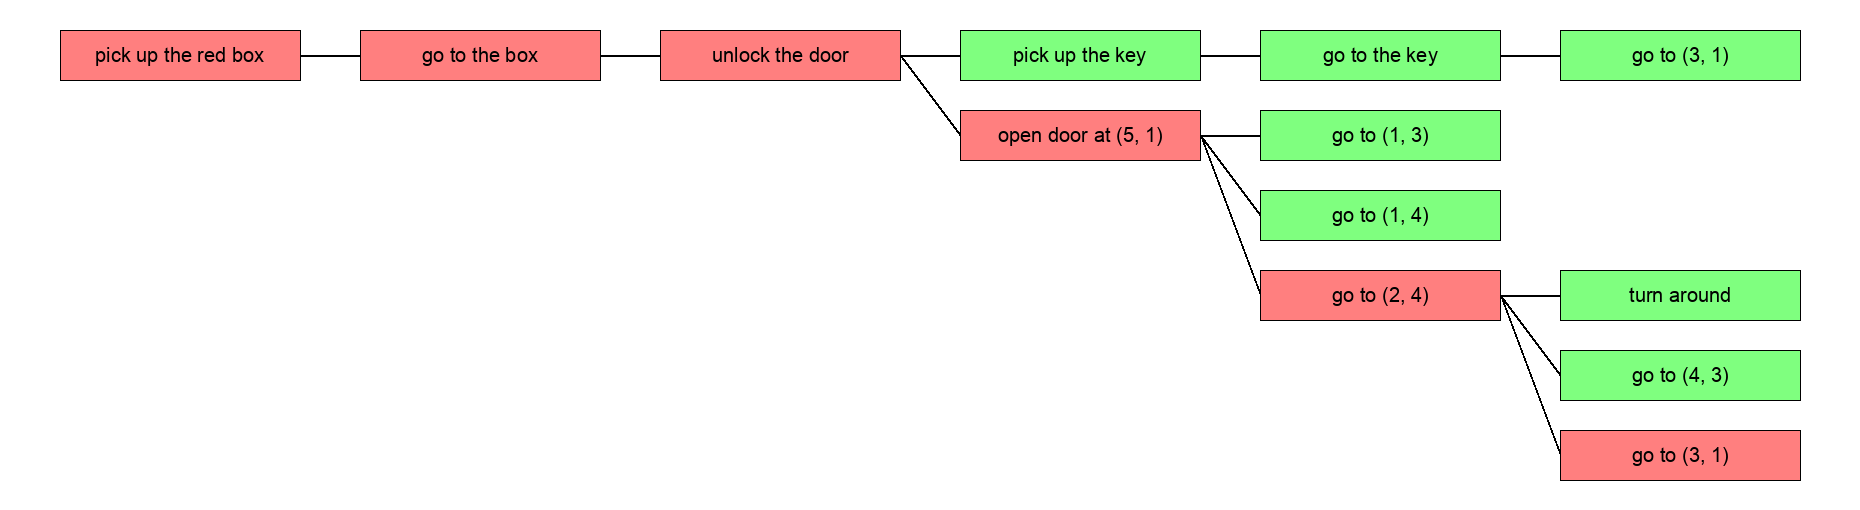 pick up the red box
go to the box
unlock the door
pick up the key
go to the key
go to (3, 1)
open door at (5, 1)
go to (1, 3)
go to (1, 4)
go to (2, 4)
turn around
go to (4, 3)
go to (3, 1)